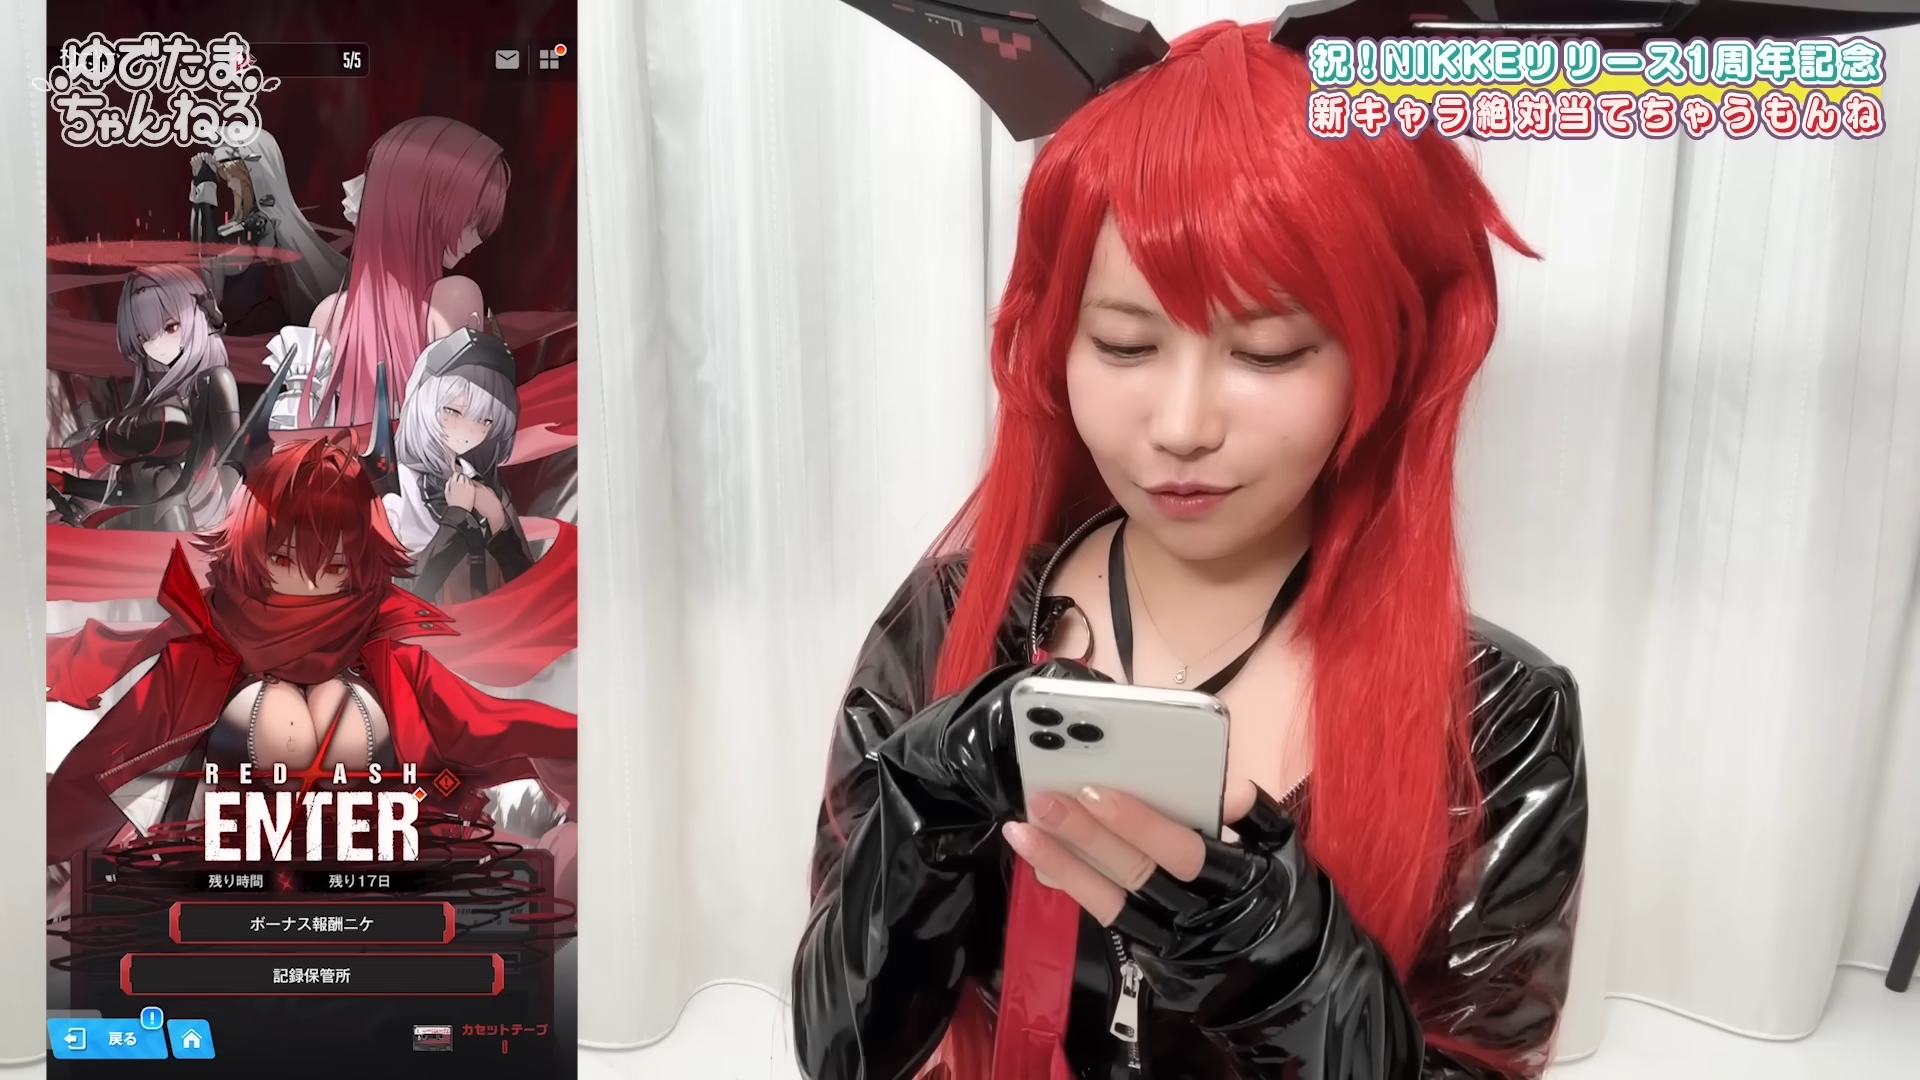 ゆでたま
ちゃんねる
5/5
祝！NIKKEリリース1周年記念
新キャラ絶対当てちゃうもんね
RED ASH
ENTER
残り時間 残り17日
ボーナス報酬ニケ
記録保管所
戻る
カセットテープ
0